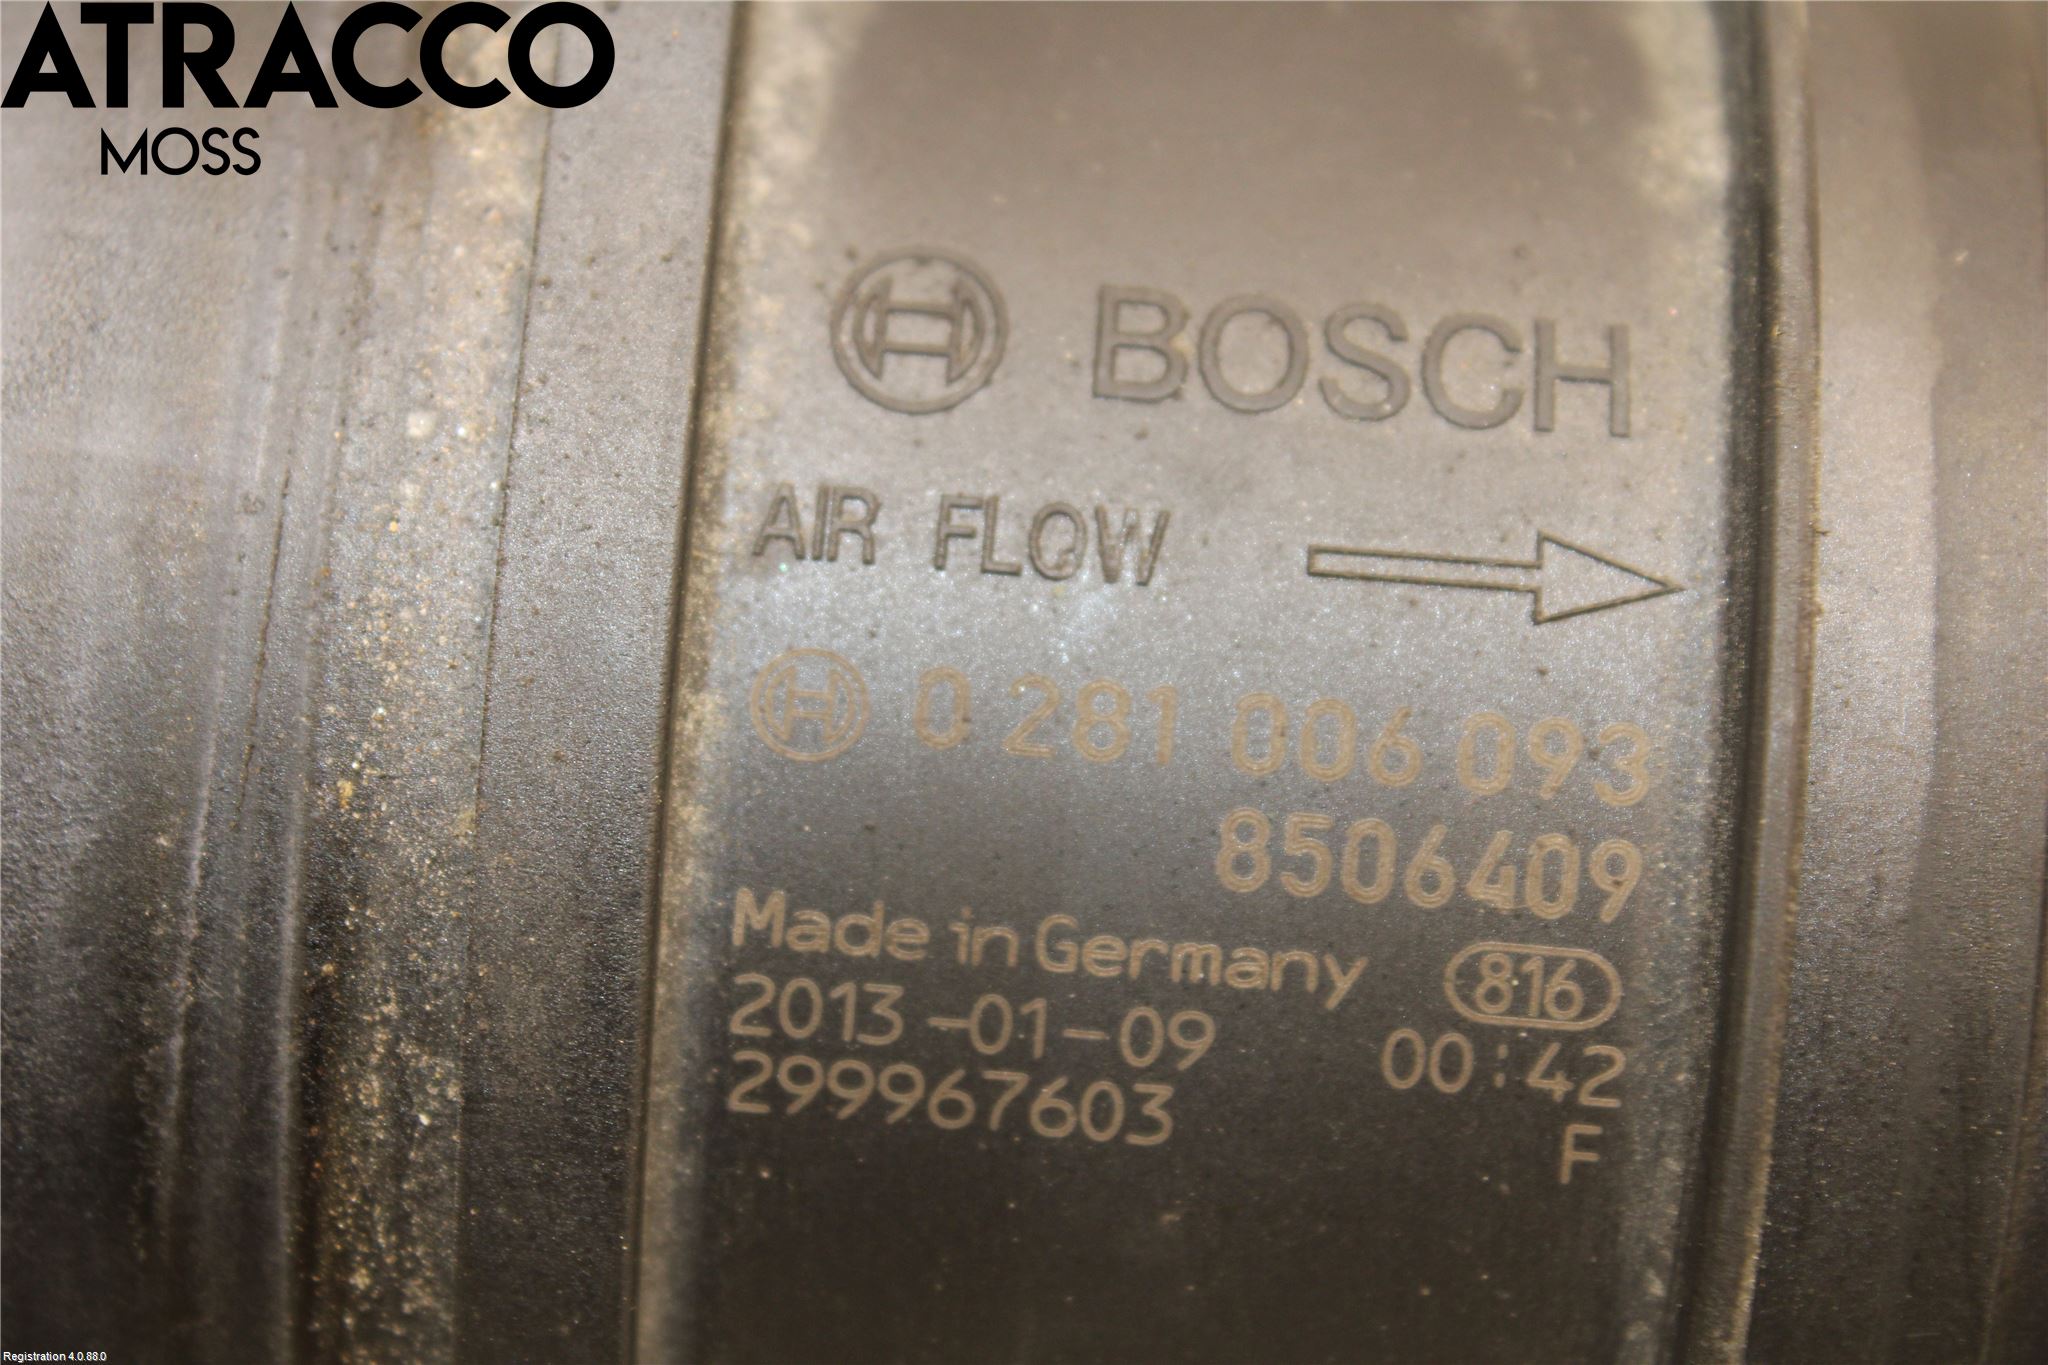 ATRACCO
MOSS
BOSCH
AIR FLOW
0 281 006 093
8506409
Made in Germany 816
2013-01-09 00:42
299967603 F
Registration 4.0.88.0